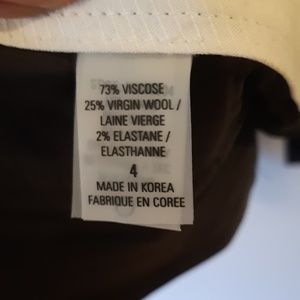 73% VISCOSE
25% VIRGIN WOOL /
LAINE VIERGE
2% ELASTANE /
ELASTHANNE
4
MADE IN KOREA
FABRIQUE EN COREE